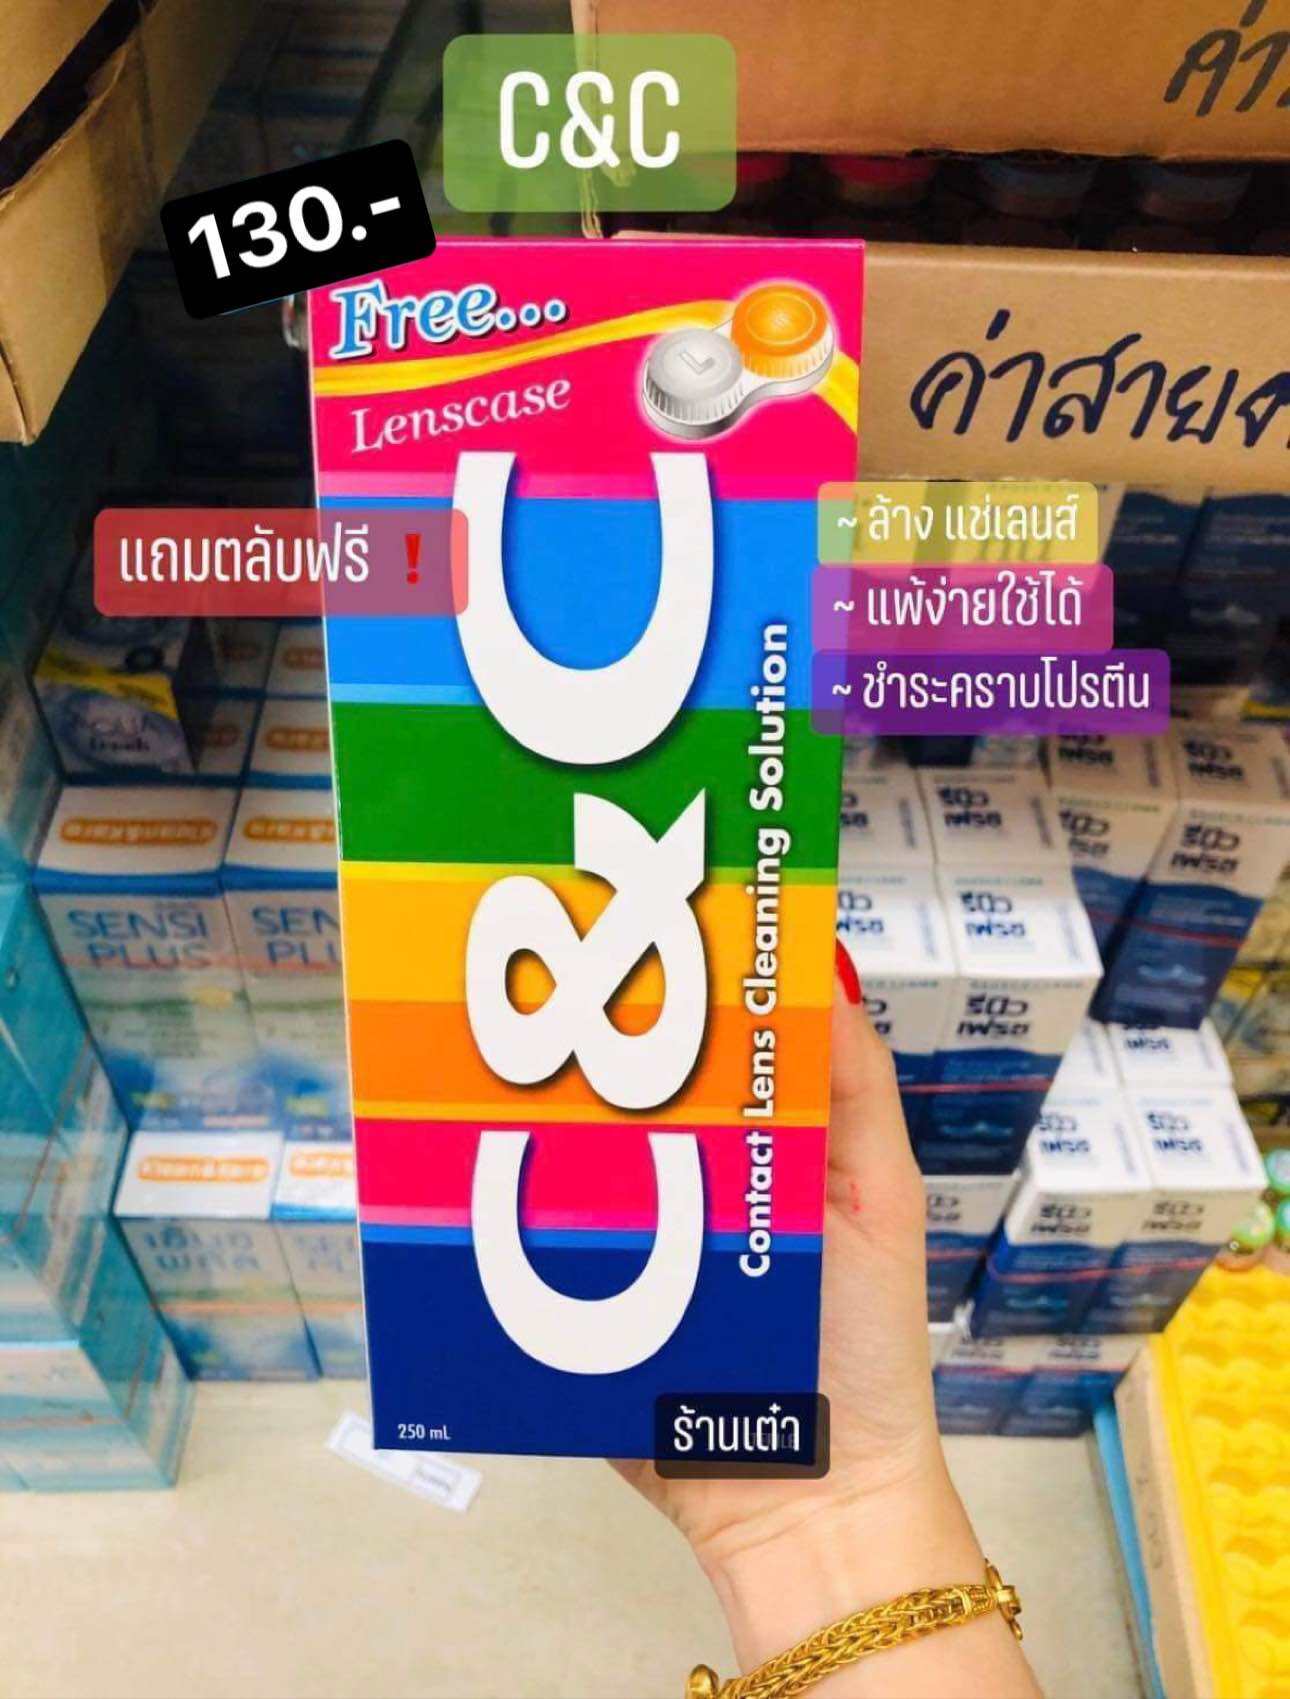 C&C
130.-
Free...
Lenscase
แถมตลับฟรี ❗
C&C
Contact Lens Cleaning Solution
~ ล้าง แช่เลนส์
~ แพ้ง่ายใช้ได้
~ ชำระคราบโปรตีน
250 mL
ร้านเต๋า
ค่าสาย
SENSI
PLUS
รีนิว
เฟรช